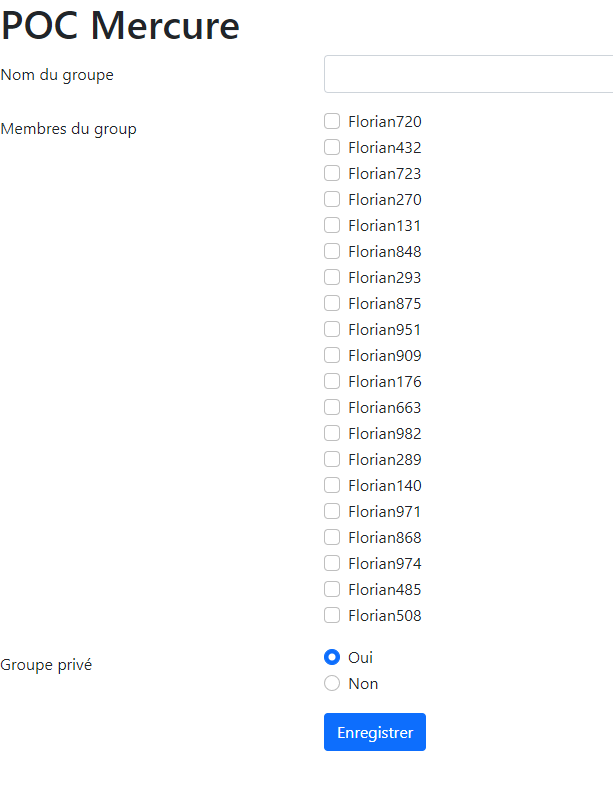 POC Mercure
Nom du groupe
Membres du group
Florian720
Florian432
Florian723
Florian270
Florian131
Florian848
Florian293
Florian875
Florian951
Florian909
Florian176
Florian663
Florian982
Florian289
Florian140
Florian971
Florian868
Florian974
Florian485
Florian508
Groupe privé
Oui
Non
Enregistrer